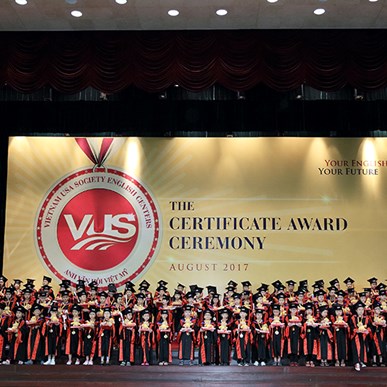 YOUR ENGLISH
YOUR FUTURE
VIETNAM USA SOCIETY ENGLISH CENTERS
VUS
ANH VĂN HỘI VIỆT MỸ
THE
CERTIFICATE AWARD
CEREMONY
AUGUST 2017